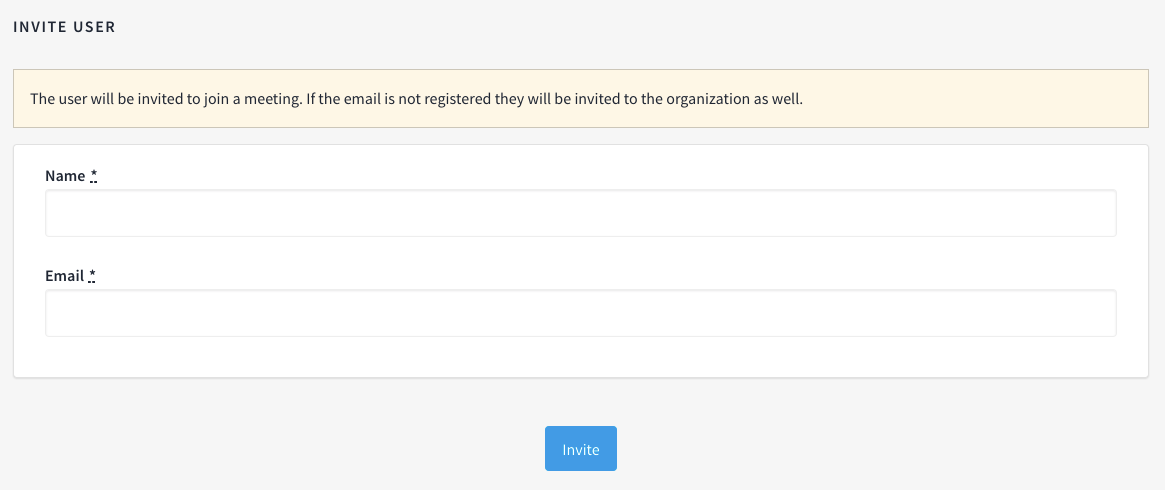 INVITE USER
The user will be invited to join a meeting. If the email is not registered they will be invited to the organization as well.
Name *
Email *
Invite